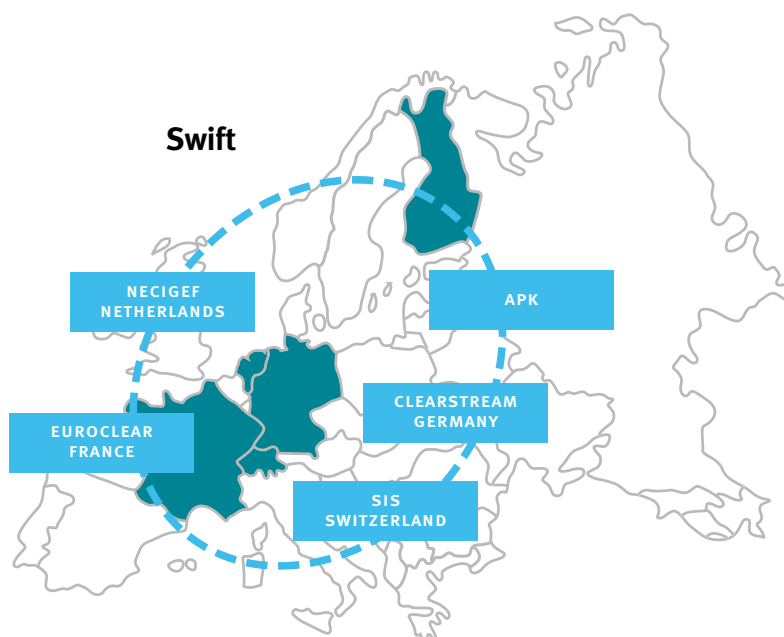 Swift
NECIGEF
NETHERLANDS
APK
CLEARSTREAM
GERMANY
EUROCLEAR
FRANCE
SIS
SWITZERLAND